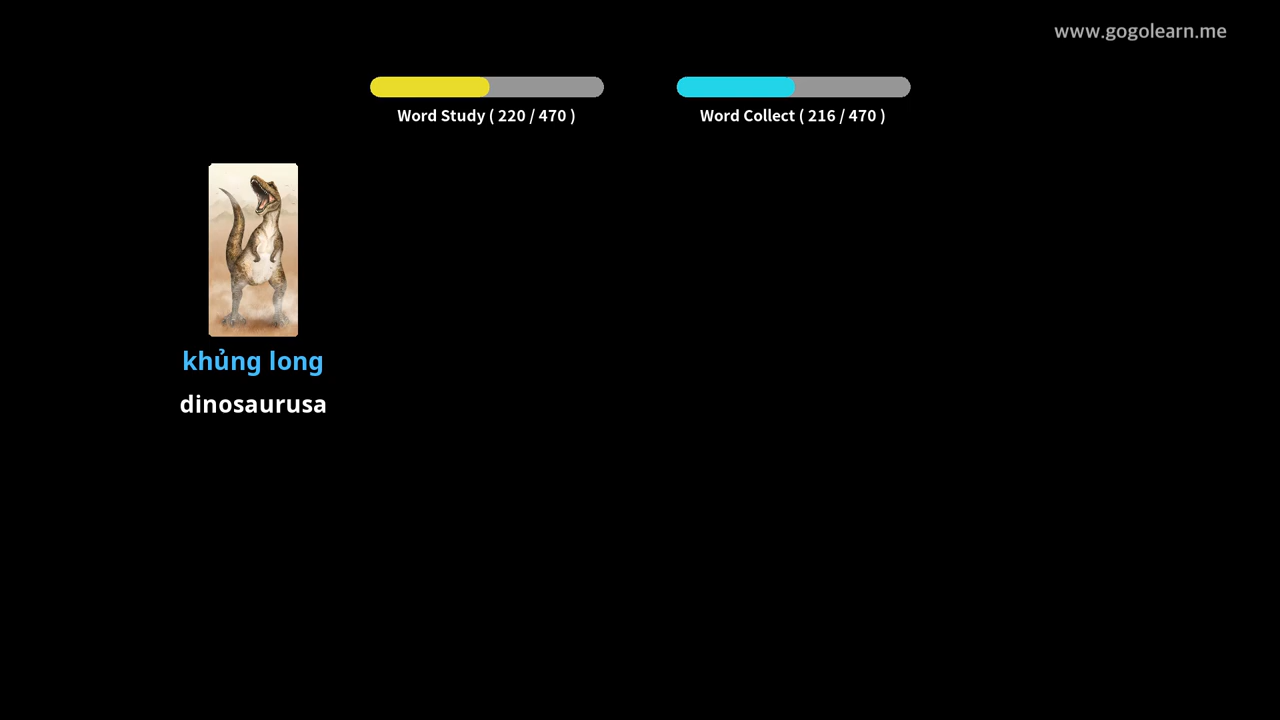 www.gogolearn.me
Word Study ( 220 / 470 )
Word Collect ( 216 / 470 )
khủng long
dinosaurusa